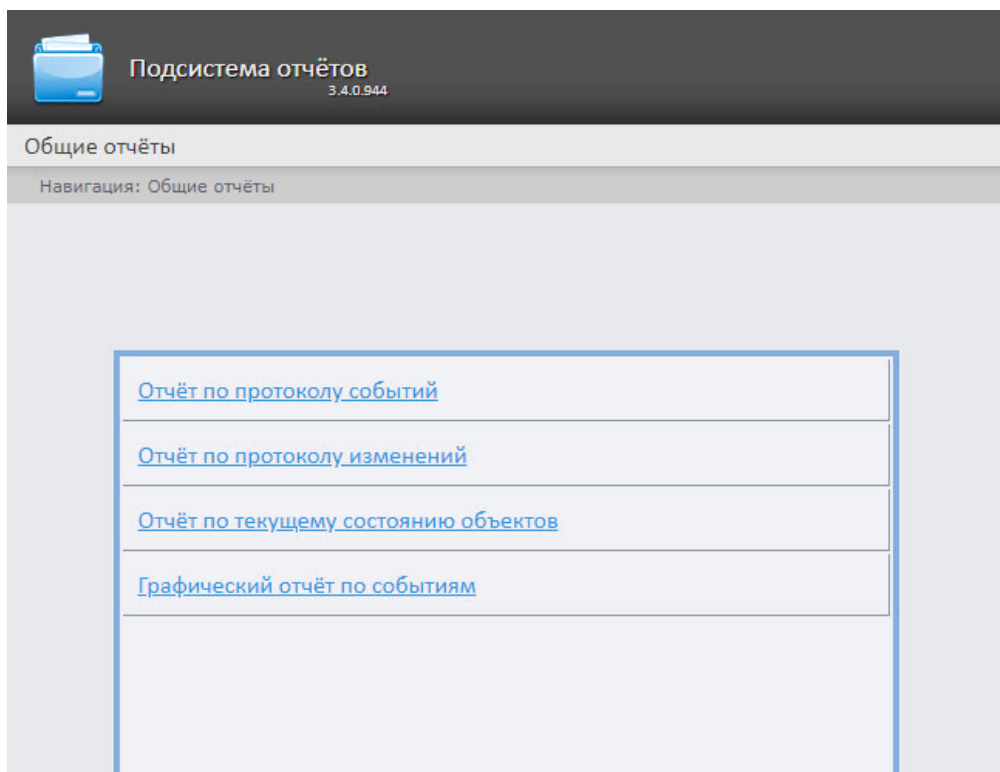 Подсистема отчётов
3.4.0.944
Общие отчёты
Навигация: Общие отчёты
Отчёт по протоколу событий
Отчёт по протоколу изменений
Отчёт по текущему состоянию объектов
Графический отчёт по событиям